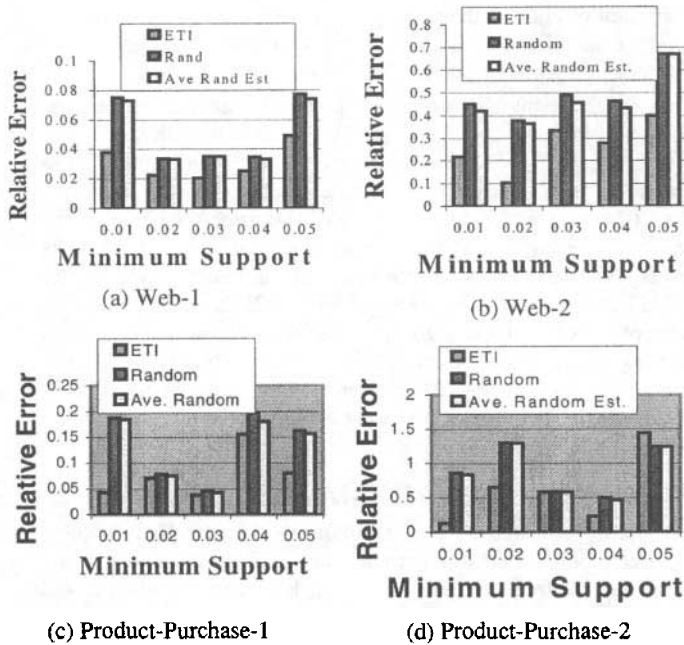 ETI
Rand
Ave Rand Est
Relative Error
0.1
0.08
0.06
0.04
0.02
0
0.01 0.02 0.03 0.04 0.05
Minimum Support
(a) Web-1
ETI
Random
Ave. Random Est.
Relative Error
0.8
0.7
0.6
0.5
0.4
0.3
0.2
0.1
0
0.01 0.02 0.03 0.04 0.05
Minimum Support
(b) Web-2
ETI
Random
Ave. Random
Relative Error
0.25
0.2
0.15
0.1
0.05
0
0.01 0.02 0.03 0.04 0.05
Minimum Support
(c) Product-Purchase-1
ETI
Random
Ave. Random Est.
Relative Error
2
1.5
1
0.5
0
0.01 0.02 0.03 0.04 0.05
Minimum Support
(d) Product-Purchase-2